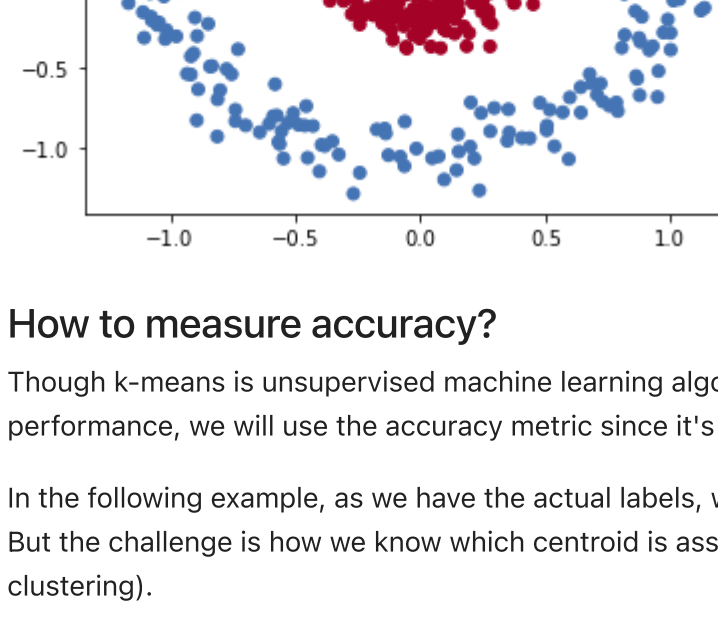 −0.5
−1.0
−1.0 −0.5 0.0 0.5 1.0
How to measure accuracy?
Though k-means is unsupervised machine learning
performance, we will use the accuracy metric since it's
In the following example, as we have the actual labels,
But the challenge is how we know which centroid is
clustering).